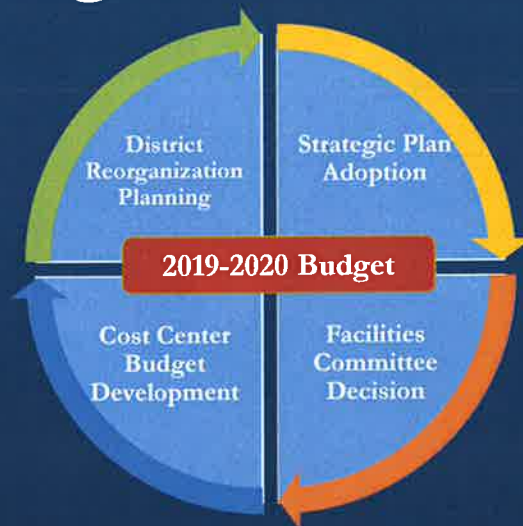 District
Reorganization
Planning
Strategic Plan
Adoption
2019-2020 Budget
Cost Center
Budget
Development
Facilities
Committee
Decision